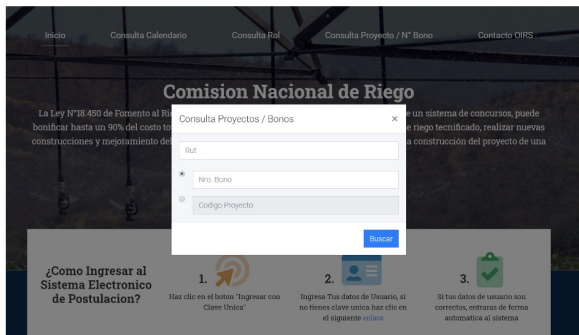 Inicio
Consulta Calendario
Consulta Rol
Consulta Proyecto / N° Bono
Contacto OIRS
Comision Nacional de Riego
La Ley N°18.450 de Fomento al Ri
e un sistema de concursos, puede
bonificar hasta un 90% del costo to
e riego tecnificado, realizar nuevas
construcciones y mejoramiento del
a construcción del proyecto de una
Consulta Proyectos / Bonos
×
Rut
Nro. Bono
Codigo Proyecto
Buscar
¿Como Ingresar al
Sistema Electronico
de Postulacion?
1.
Haz clic en el boton "Ingresar con
Clave Unica"
2.
Ingresa Tus datos de Usuario, si
no tienes clave unica haz clic en
el siguiente enlace
3.
Si tus datos de usuario son
correctos, entraras de forma
automatica al sistema